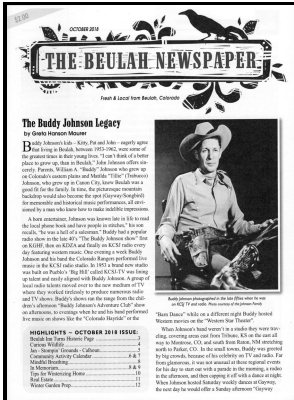 $2.00
OCTOBER 2018
THE BEULAH NEWSPAPER
Fresh & Local from Beulah, Colorado
The Buddy Johnson Legacy
by Greta Hanson Maurer
Buddy Johnson's kids – Kitty, Pat and John – eagerly agree
that living in Beulah, between 1953-1962, were some of
the greatest times in their young lives. "I can't think of a better
place to grow up, than in Beulah," John Johnson offers sin-
cerely. Parents, William A. "Buddy" Johnson who grew up
on Colorado's eastern plains and Matilda "Tillie" (Trabucco)
Johnson, who grew up in Canon City, knew Beulah was a
good fit for the family. In time, the picturesque mountain
backdrop would also become the spot (Gayway/Songbird)
for memorable and historical music performances, all envi-
sioned by a man who knew how to make indelible impressions.
A born entertainer, Johnson was known late in life to read
the local phone book and have people in stitches," his son
recalls, "he was a hell of a salesman." Buddy had a popular
radio show in the late 40's "The Buddy Johnson show" first
on KGHF, then on KDZA and finally on KCSJ radio every
day featuring western music. One evening a week Buddy
Johnson and his band the Colorado Rangers performed live
music in the KCSJ radio studio. In 1953 a brand new studio
was built on Pueblo's 'Big Hill' called KCSJ-TV was firing
up talent and easily aligned with Buddy Johnson. A group of
local radio talents moved over to the new medium of TV
where they worked tirelessly to produce numerous radio and
and TV shows. Buddy's shows ran the range from the chil-
dren's afternoon "Buddy Johnson's Adventure Club" show
on afternoons, to evenings when he and his band performed
live music on shows like the "Colorado Hayride" or the
HIGHLIGHTS – OCTOBER 2018 ISSUE:
Beulah Inn Turns Historic Page 3
Curious Wildlife 4
Jan - Stompin' Grounds - Calhoun 4
Community Activity Calendar 6 & 7
Mindful Breathing 8
In Memoriam 8 & 9
Tips for Winterizing Home 10
Real Estate 11
Winter Garden Prep 12
Buddy Johnson photographed in the late fifties when he was
on KCSJ TV and radio. Photo courtesy of the Johnson Family.
"Barn Dance" while on a different night Buddy hosted
Western movies on the "Western Star Theater".
When Johnson's band weren't in a studio they were trav-
eling, covering areas east from Tribune, KS on the east all
way to Montrose, CO, and south from Raton, NM stretching
north to Parker, CO. In the small towns, Buddy was greeted
by big crowds, because of his celebrity on TV and radio. Far
from glamorous, it was not unusual at these regional events
for his day to start out with a parade in the morning, a rodeo
in the afternoon, and then capping it off with a dance at night.
When Johnson hosted Saturday weekly dances at Gayway,
the next day he would offer a Sunday afternoon "Gayway